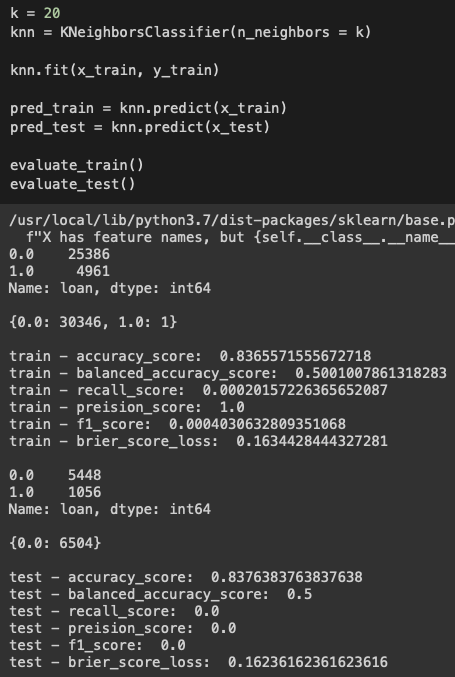 k = 20
knn = KNeighborsClassifier(n_neighbors = k)
knn.fit(x_train, y_train)
pred_train = knn.predict(x_train)
pred_test = knn.predict(x_test)
evaluate_train()
evaluate_test()
/usr/local/lib/python3.7/dist-packages/sklearn/base.p
f"X has feature names, but {self.__class__.__name__
0.0    25386
1.0     4961
Name: loan, dtype: int64
{0.0: 30346, 1.0: 1}
train - accuracy_score:  0.8365571555672718
train - balanced_accuracy_score:  0.5001007861318283
train - recall_score:  0.00020157226365652087
train - preision_score:  1.0
train - f1_score:  0.0004030632809351068
train - brier_score_loss:  0.1634428444327281
0.0    5448
1.0    1056
Name: loan, dtype: int64
{0.0: 6504}
test - accuracy_score:  0.8376383763837638
test - balanced_accuracy_score:  0.5
test - recall_score:  0.0
test - preision_score:  0.0
test - f1_score:  0.0
test - brier_score_loss:  0.16236162361623616